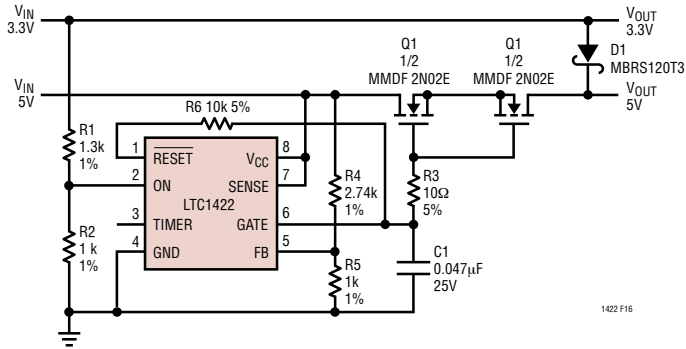 VIN
3.3V
VOUT
3.3V
Q1
1/2
MMDF 2N02E
Q1
1/2
MMDF 2N02E
D1
MBRS120T3
VIN
5V
VOUT
5V
R6 10k 5%
R1
1.3k
1%
1
RESET
VCC
8
2
ON
SENSE
7
LTC1422
3
TIMER
GATE
6
4
GND
FB
5
R4
2.74k
1%
R3
10Ω
5%
R2
1 k
1%
R5
1k
1%
C1
0.047µF
25V
1422 F16